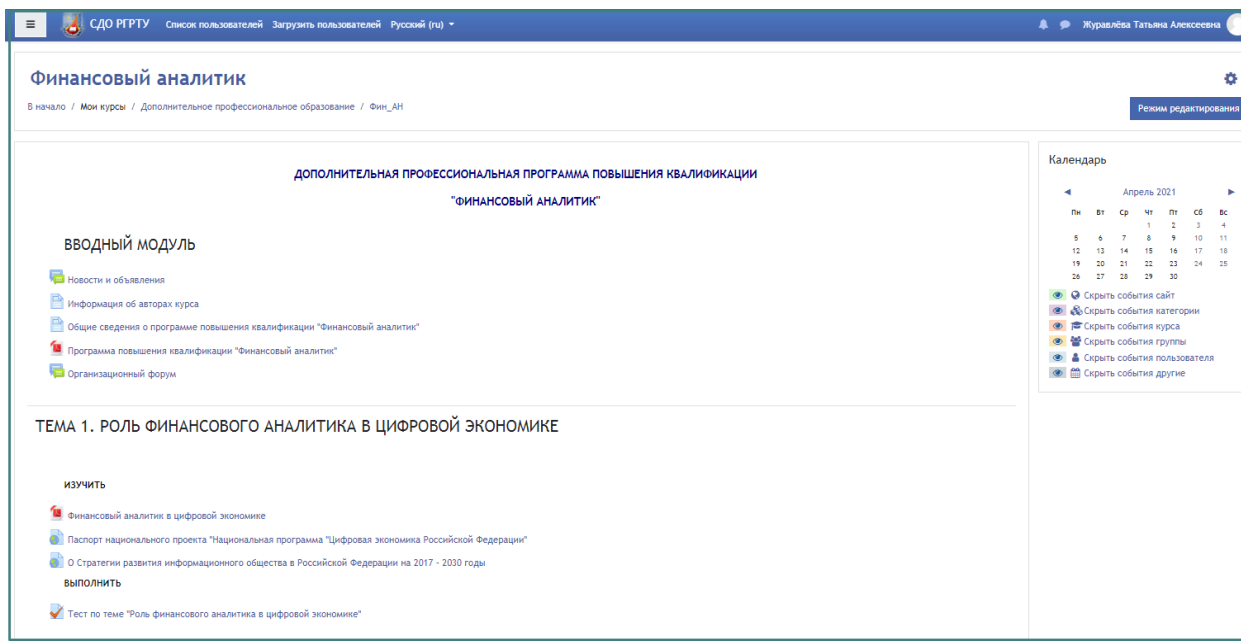 СДО РГРТУ Список пользователей Загрузить пользователей Русский (ru) Журавлёва Татьяна Алексеевна
Финансовый аналитик
В начало / Мои курсы / Дополнительное профессиональное образование / Фин_АН
Режим редактирования
ДОПОЛНИТЕЛЬНАЯ ПРОФЕССИОНАЛЬНАЯ ПРОГРАММА ПОВЫШЕНИЯ КВАЛИФИКАЦИИ
"ФИНАНСОВЫЙ АНАЛИТИК"
ВВОДНЫЙ МОДУЛЬ
Новости и объявления
Информация об авторах курса
Общие сведения о программе повышения квалификации "Финансовый аналитик"
Программа повышения квалификации "Финансовый аналитик"
Организационный форум
ТЕМА 1. РОЛЬ ФИНАНСОВОГО АНАЛИТИКА В ЦИФРОВОЙ ЭКОНОМИКЕ
ИЗУЧИТЬ
Финансовый аналитик в цифровой экономике
Паспорт национального проекта "Национальная программа "Цифровая экономика Российской Федерации"
О Стратегии развития информационного общества в Российской Федерации на 2017 - 2030 годы
ВЫПОЛНИТЬ
Тест по теме "Роль финансового аналитика в цифровой экономике"
Календарь
◄ Апрель 2021 ►
Пн Вт Ср Чт Пт Сб Вс
1 2 3 4
5 6 7 8 9 10 11
12 13 14 15 16 17 18
19 20 21 22 23 24 25
26 27 28 29 30
Скрыть события сайт
Скрыть события категории
Скрыть события курса
Скрыть события группы
Скрыть события пользователя
Скрыть события другие